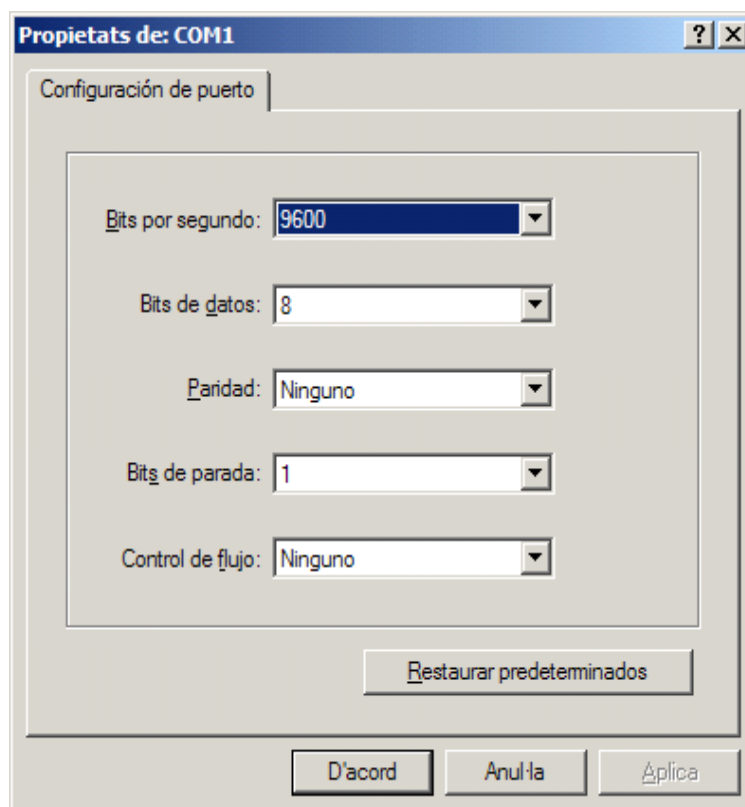 Propietats de: COM1
Configuración de puerto
Bits por segundo: 9600
Bits de datos: 8
Paridad: Ninguno
Bits de parada: 1
Control de flujo: Ninguno
Restaurar predeterminados
D'acord Anul·la Aplica